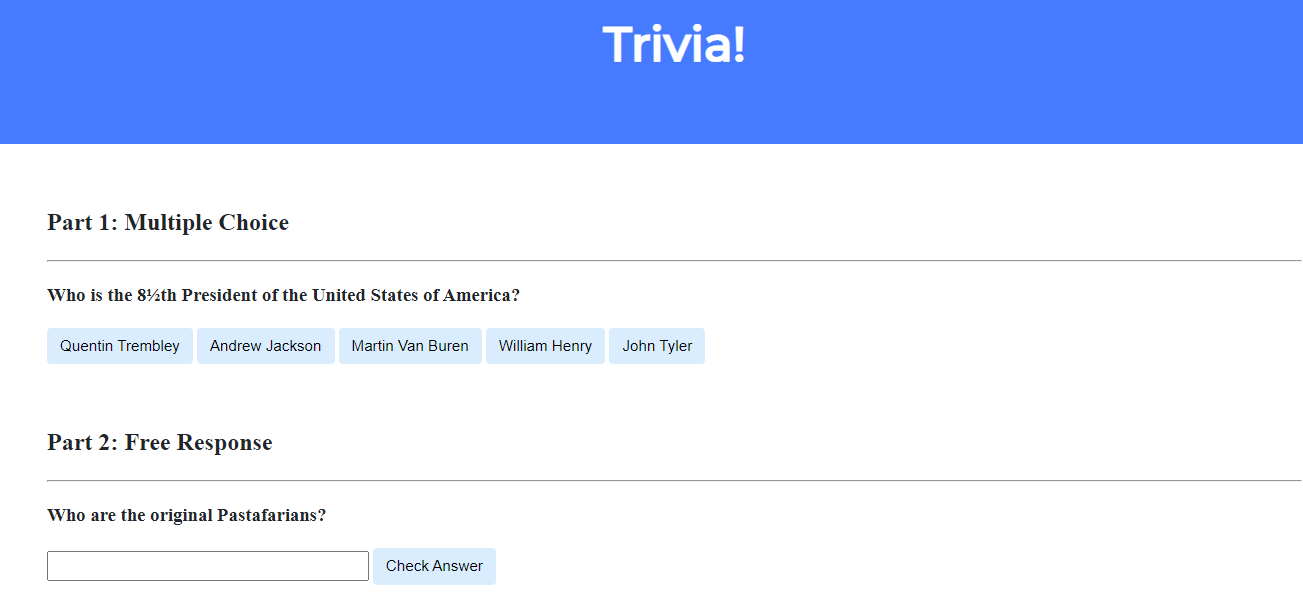 Trivia!
Part 1: Multiple Choice
Who is the 8½th President of the United States of America?
Quentin Trembley Andrew Jackson Martin Van Buren William Henry John Tyler
Part 2: Free Response
Who are the original Pastafarians?
Check Answer